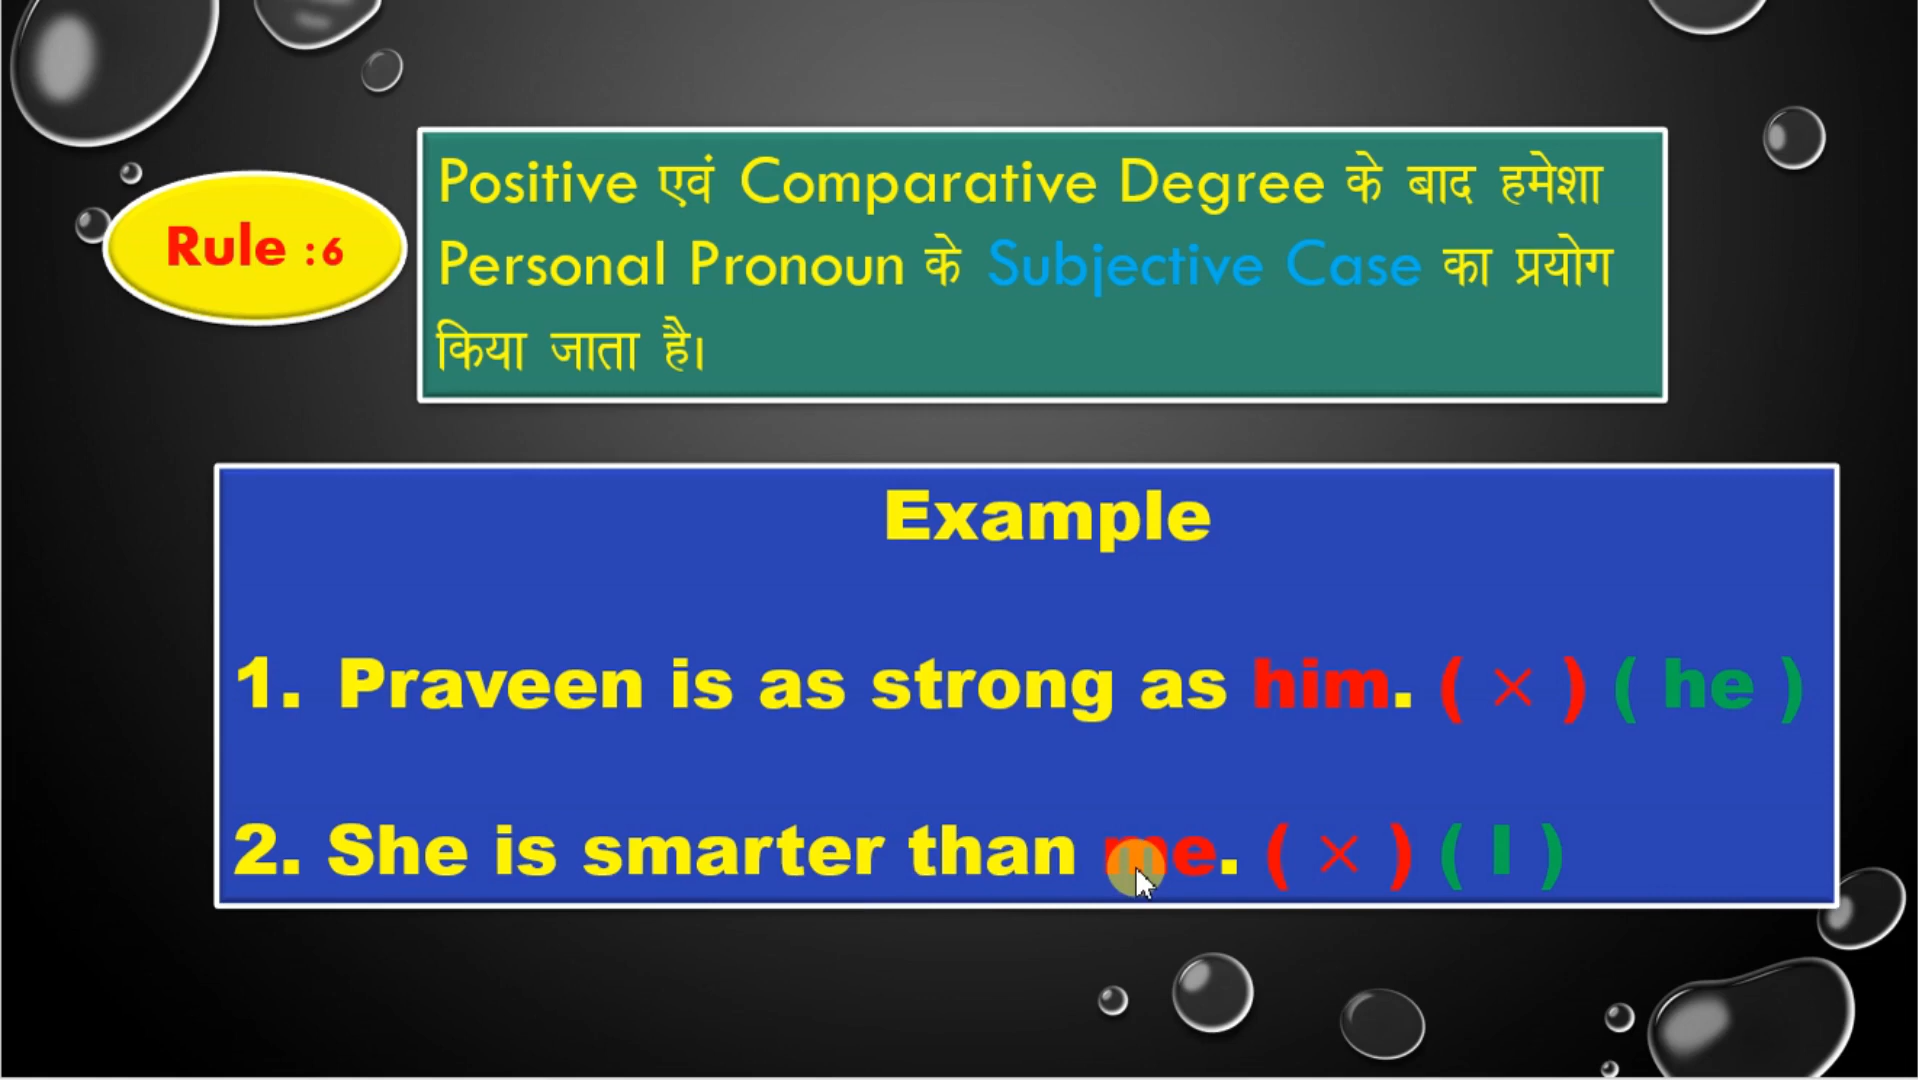 Rule :6
Positive एवं Comparative Degree के बाद हमेशा
Personal Pronoun के Subjective Case का प्रयोग
किया जाता है।
Example
1. Praveen is as strong as him. ( × ) ( he )
2. She is smarter than me. ( × ) ( I )